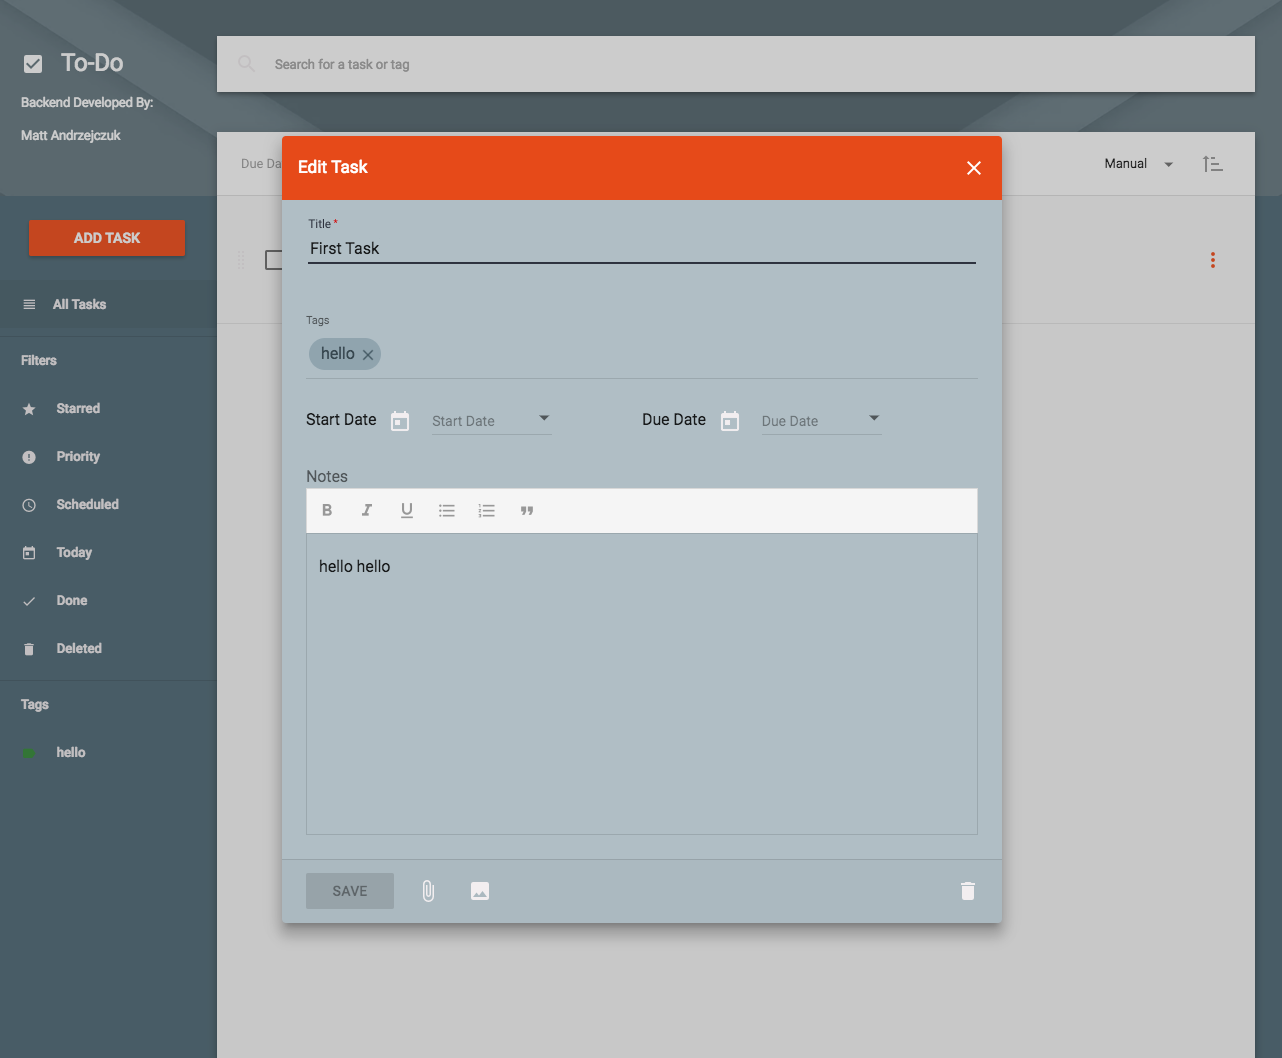 To-Do
Backend Developed By:
Matt Andrzejczuk
ADD TASK
All Tasks
Filters
Starred
Priority
Scheduled
Today
Done
Deleted
Tags
hello
Search for a task or tag
Due Da
Manual
Edit Task
Title *
First Task
Tags
hello
Start Date
Start Date
Due Date
Due Date
Notes
B I U
hello hello
SAVE